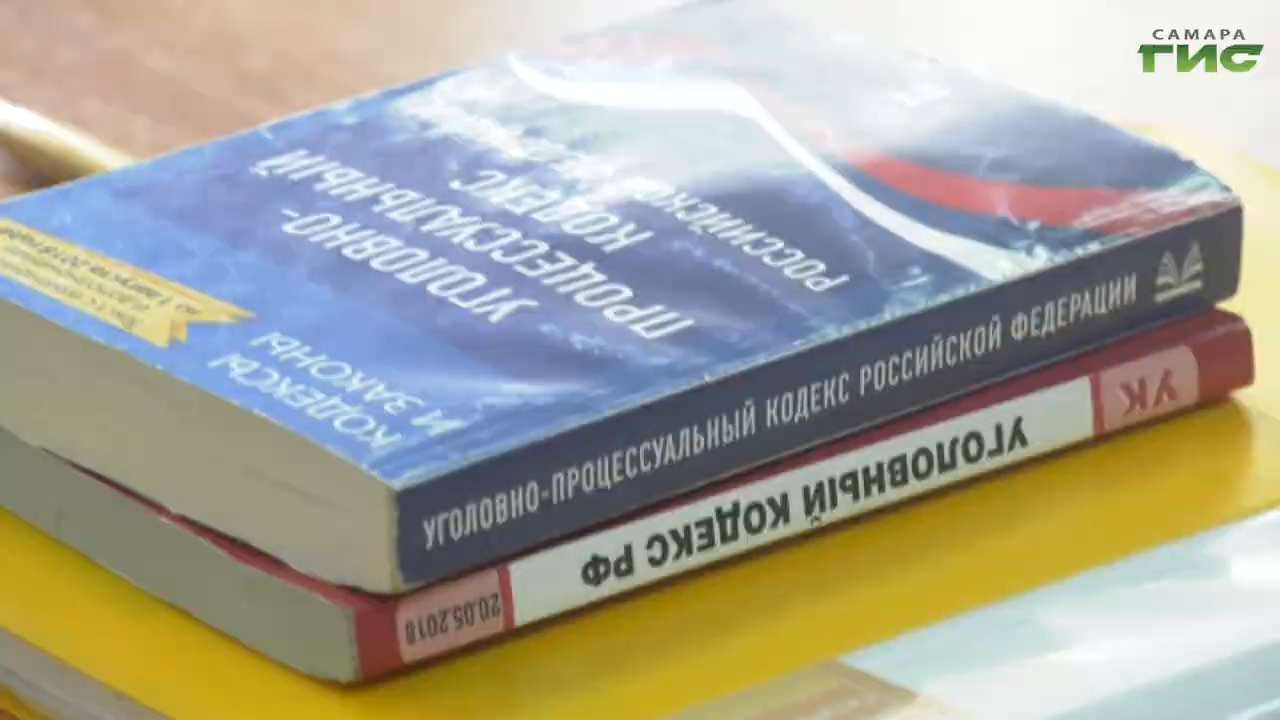 САМАРА
ГИС
УГОЛОВНО-
ПРОЦЕССУАЛЬНЫЙ
КОДЕКС
РОССИЙСКОЙ
КОДЕКСЫ
И ЗАКОНЫ
УГОЛОВНО-ПРОЦЕССУАЛЬНЫЙ КОДЕКС РОССИЙСКОЙ ФЕДЕРАЦИИ
УК
УГОЛОВНЫЙ КОДЕКС РФ
20.05.2018